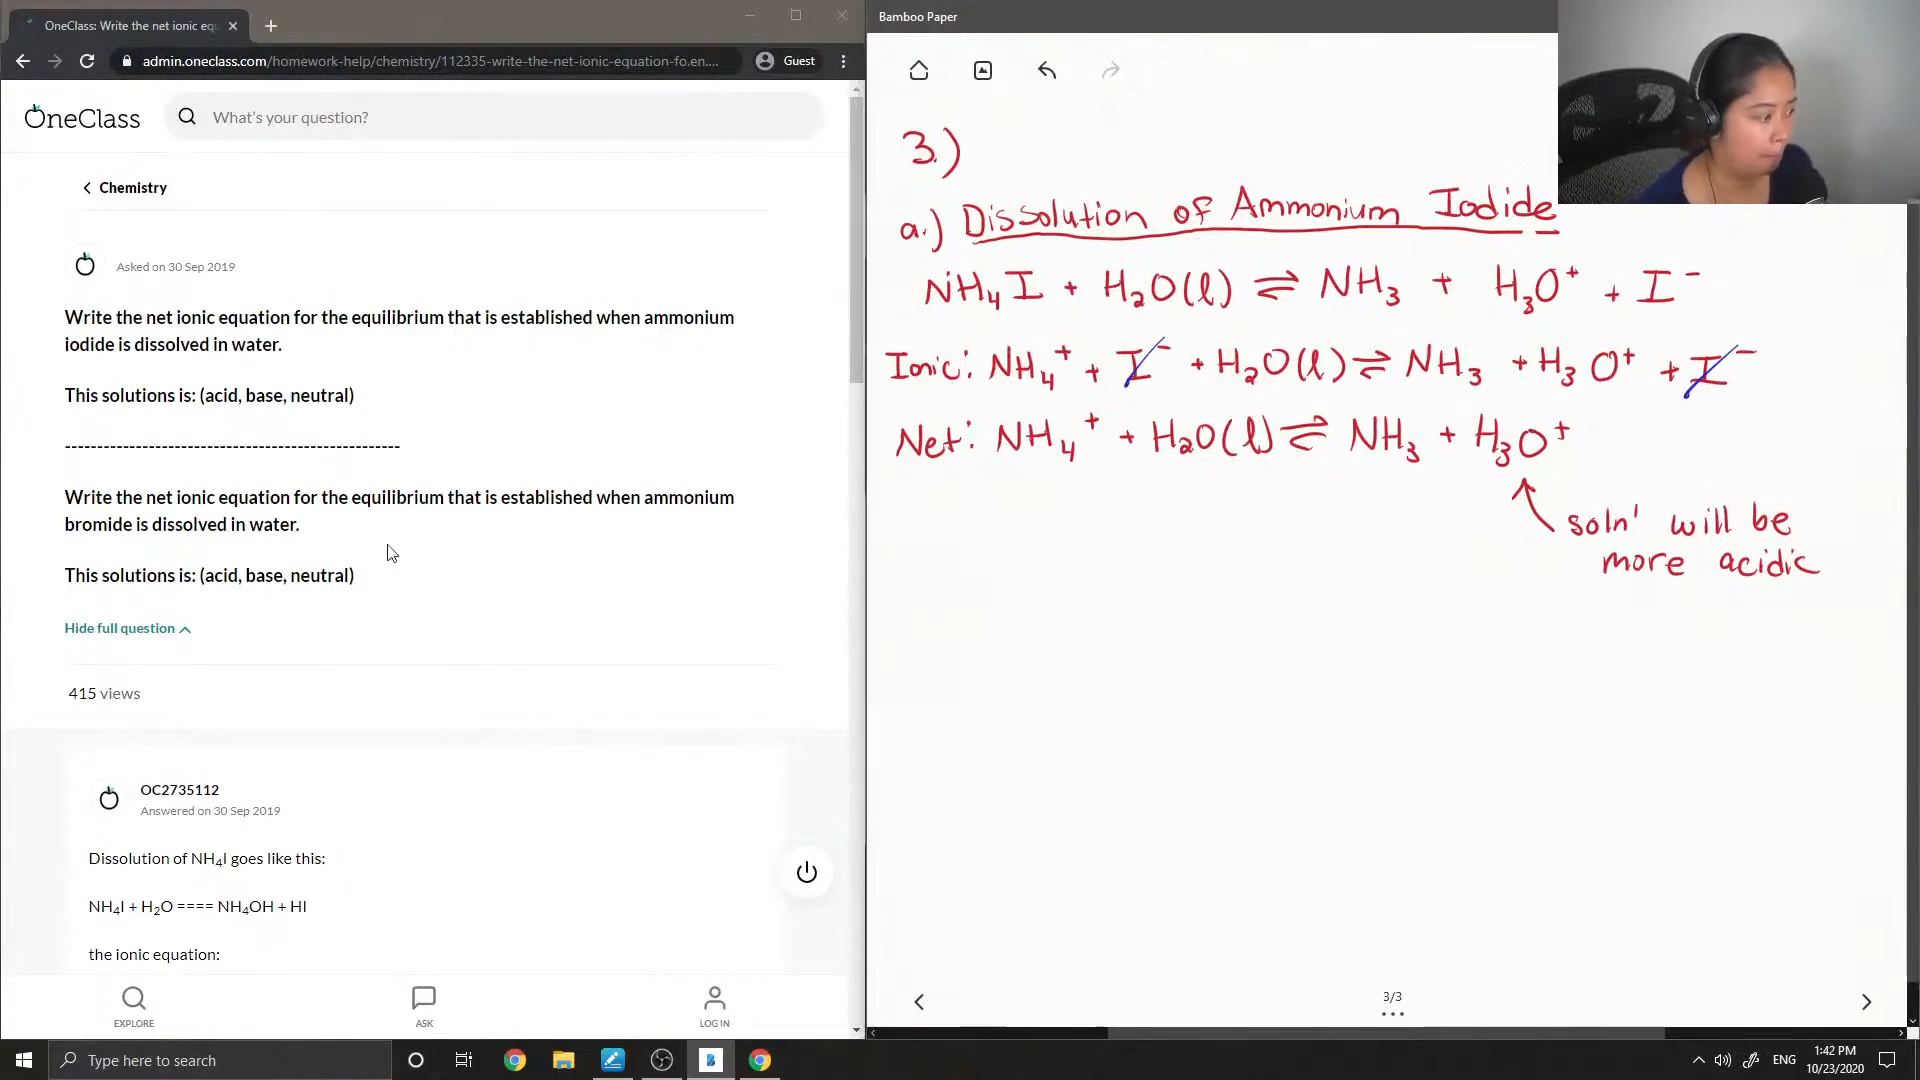 OneClass: Write the net ionic eq
Bamboo Paper
admin.oneclass.com/homework-help/chemistry/112335-write-the-net-ionic-equation-fo.en....
Guest
OneClass
What's your question?
Chemistry
Asked on 30 Sep 2019
Write the net ionic equation for the equilibrium that is established when ammonium
iodide is dissolved in water.
This solutions is: (acid, base, neutral)
----------------------------------------------------
Write the net ionic equation for the equilibrium that is established when ammonium
bromide is dissolved in water.
This solutions is: (acid, base, neutral)
Hide full question
415 views
OC2735112
Answered on 30 Sep 2019
Dissolution of NH₄I goes like this:
NH₄I + H₂O ==== NH₄OH + HI
the ionic equation:
EXPLORE
ASK
LOG IN
3.)
a.) Dissolution of Ammonium Iodide
NH₄I + H₂O(l) ⇌ NH₃ + H₃O⁺ + I⁻
Ionic: NH₄⁺ + I⁻ + H₂O(l) ⇌ NH₃ + H₃O⁺ + I⁻
Net: NH₄⁺ + H₂O(l) ⇌ NH₃ + H₃O⁺
soln' will be
more acidic
3/3
Type here to search
ENG
1:42 PM
10/23/2020